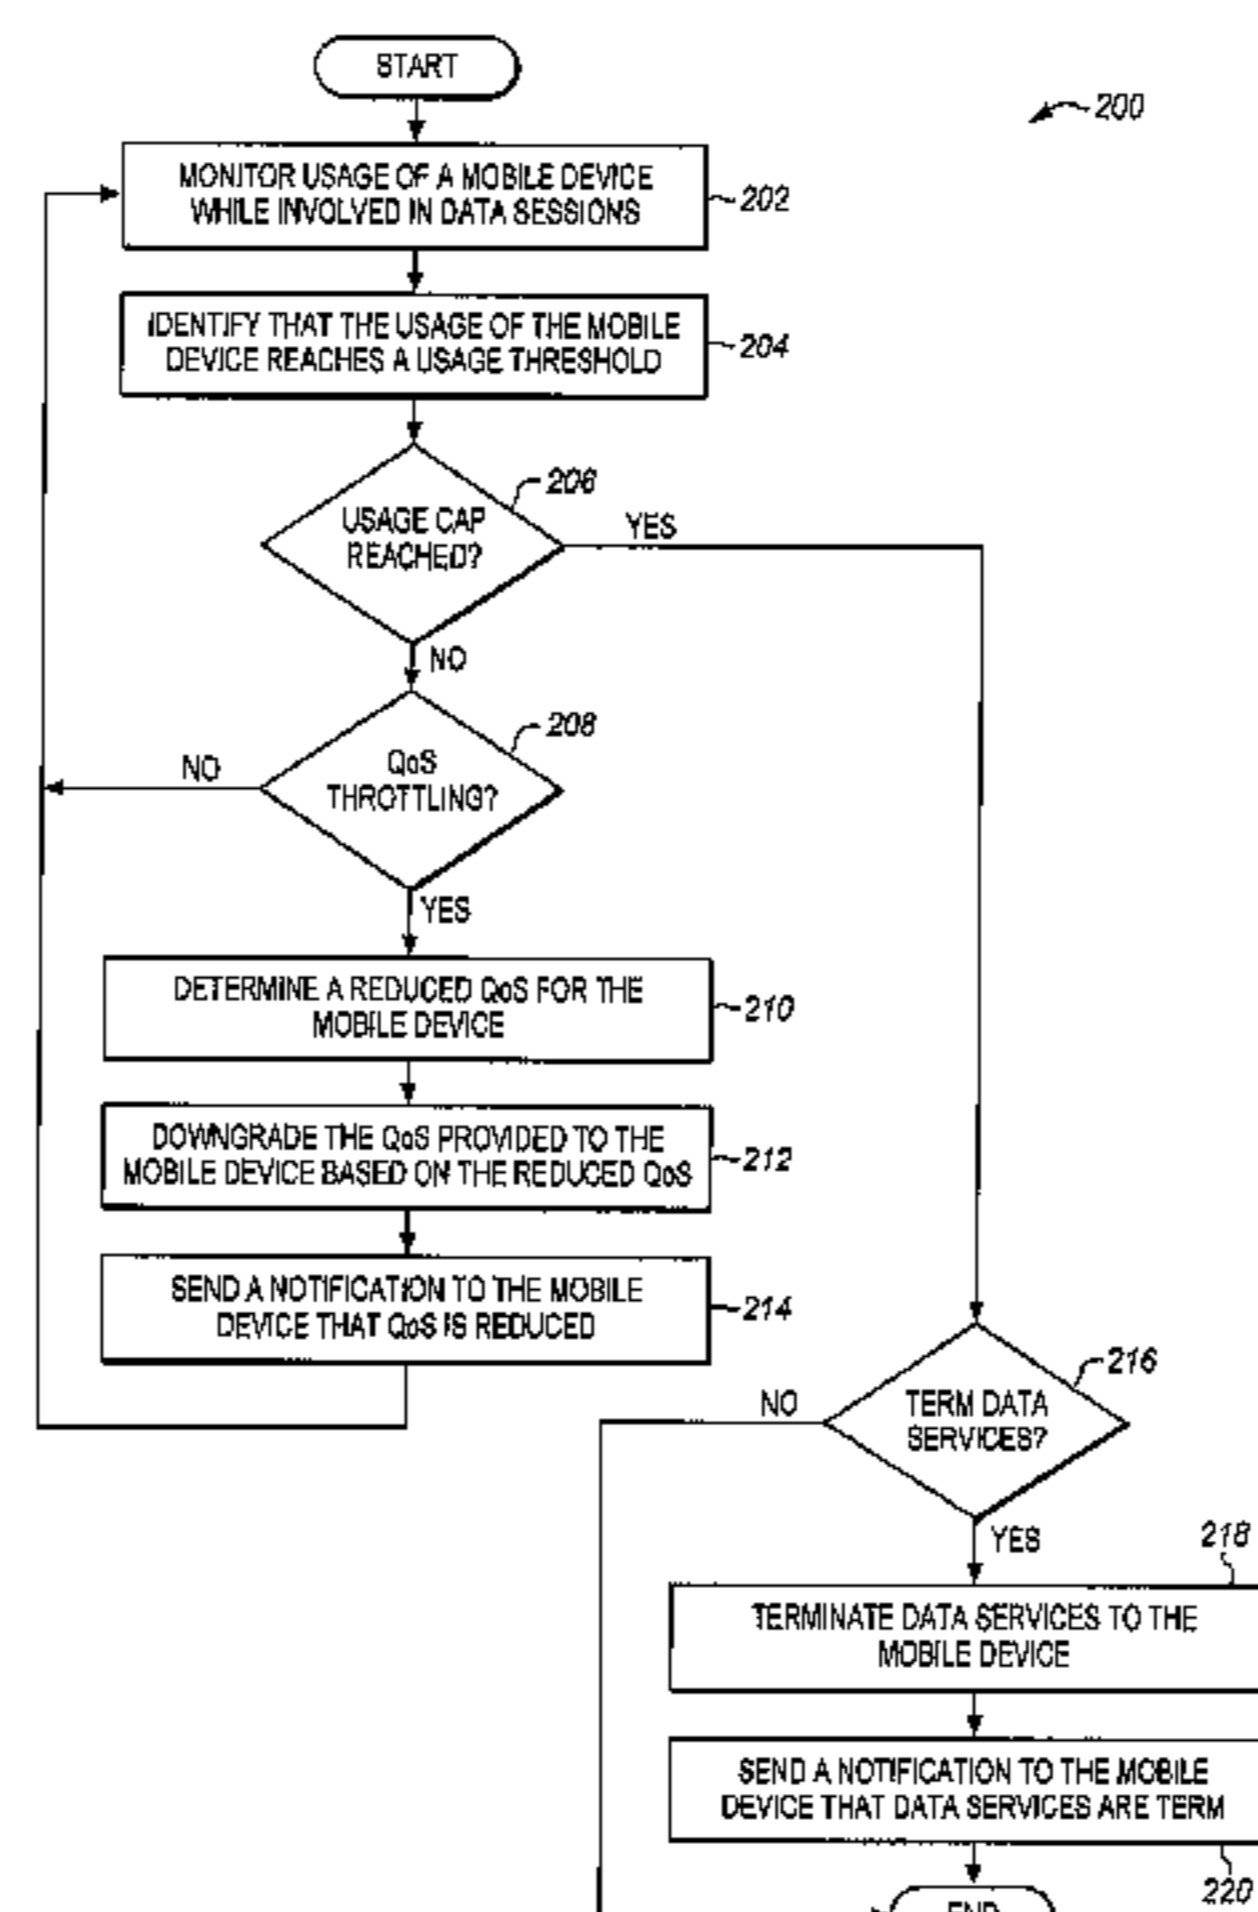 START
200
MONITOR USAGE OF A MOBILE DEVICE
WHILE INVOLVED IN DATA SESSIONS
202
IDENTIFY THAT THE USAGE OF THE MOBILE
DEVICE REACHES A USAGE THRESHOLD
204
206
USAGE CAP
REACHED?
YES
NO
208
QoS
THROTTLING?
NO
YES
DETERMINE A REDUCED QoS FOR THE
MOBILE DEVICE
210
DOWNGRADE THE QoS PROVIDED TO THE
MOBILE DEVICE BASED ON THE REDUCED QoS
212
SEND A NOTIFICATION TO THE MOBILE
DEVICE THAT QoS IS REDUCED
214
216
TERM DATA
SERVICES?
NO
YES
218
TERMINATE DATA SERVICES TO THE
MOBILE DEVICE
SEND A NOTIFICATION TO THE MOBILE
DEVICE THAT DATA SERVICES ARE TERM
220
END